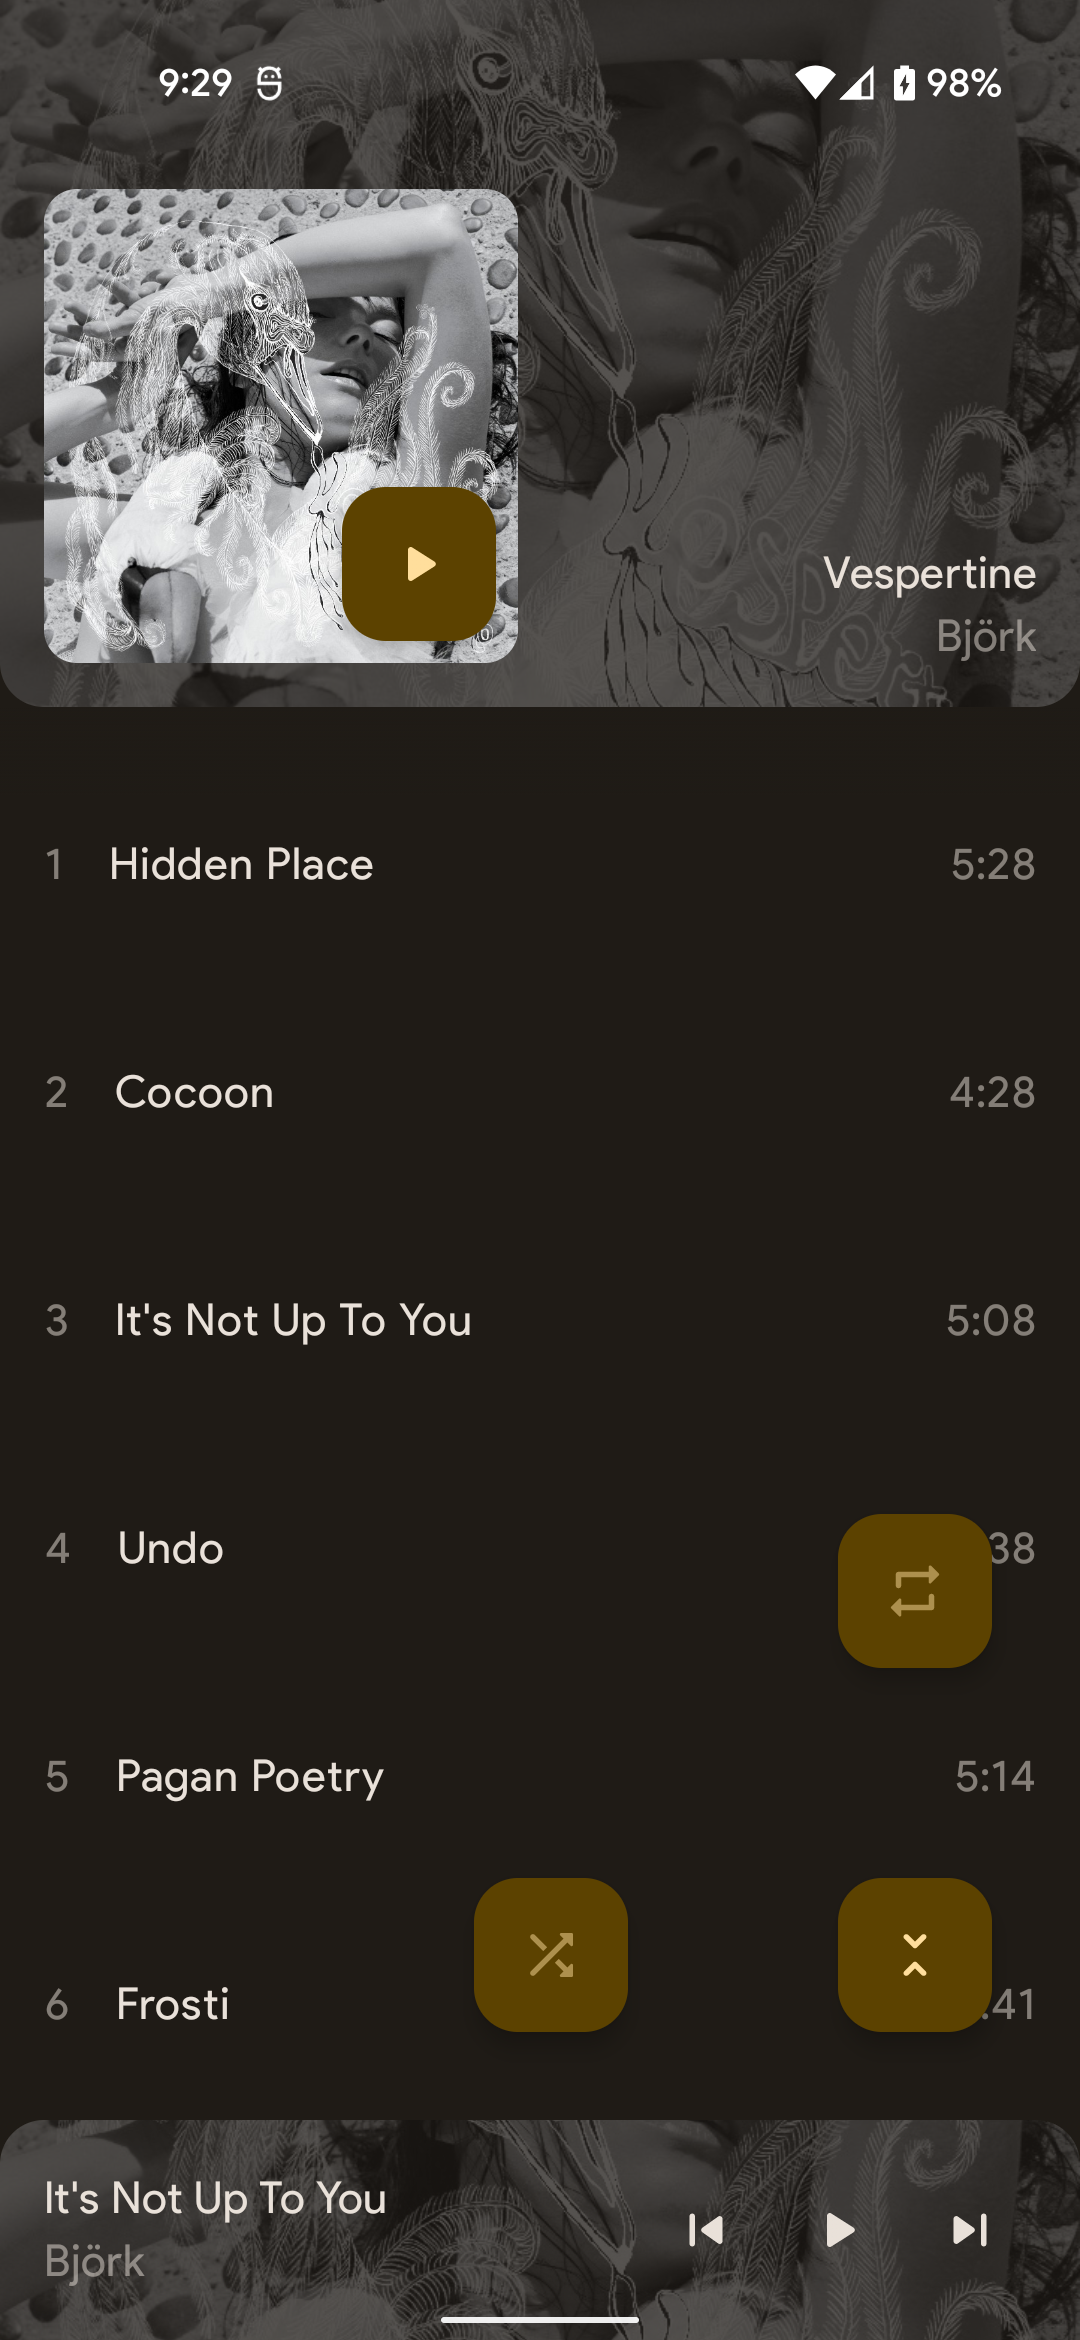 9:29
98%
Vespertine
Björk
1 Hidden Place 5:28
2 Cocoon 4:28
3 It's Not Up To You 5:08
4 Undo 38
5 Pagan Poetry 5:14
6 Frosti :41
It's Not Up To You
Björk